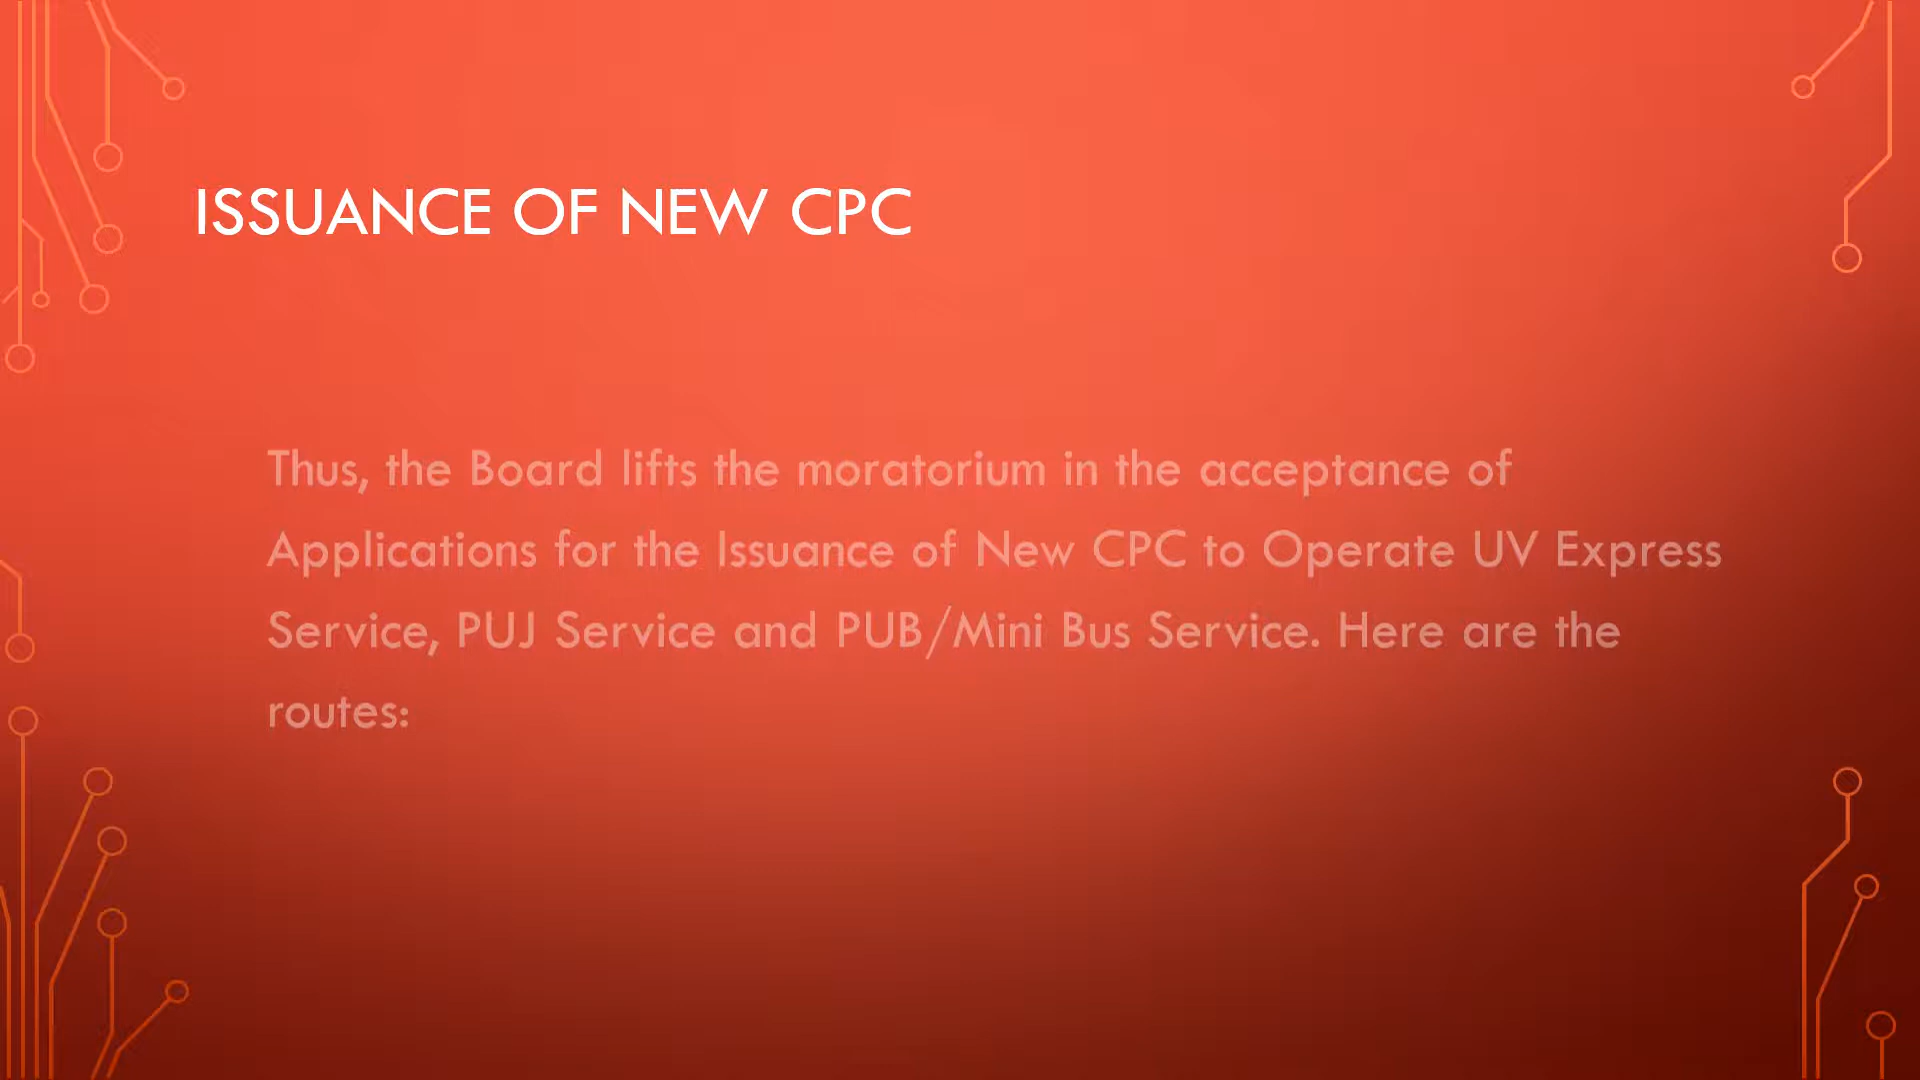 ISSUANCE OF NEW CPC
Thus, the Board lifts the moratorium in the acceptance of
Applications for the Issuance of New CPC to Operate UV Express
Service, PUJ Service and PUB/Mini Bus Service. Here are the
routes: